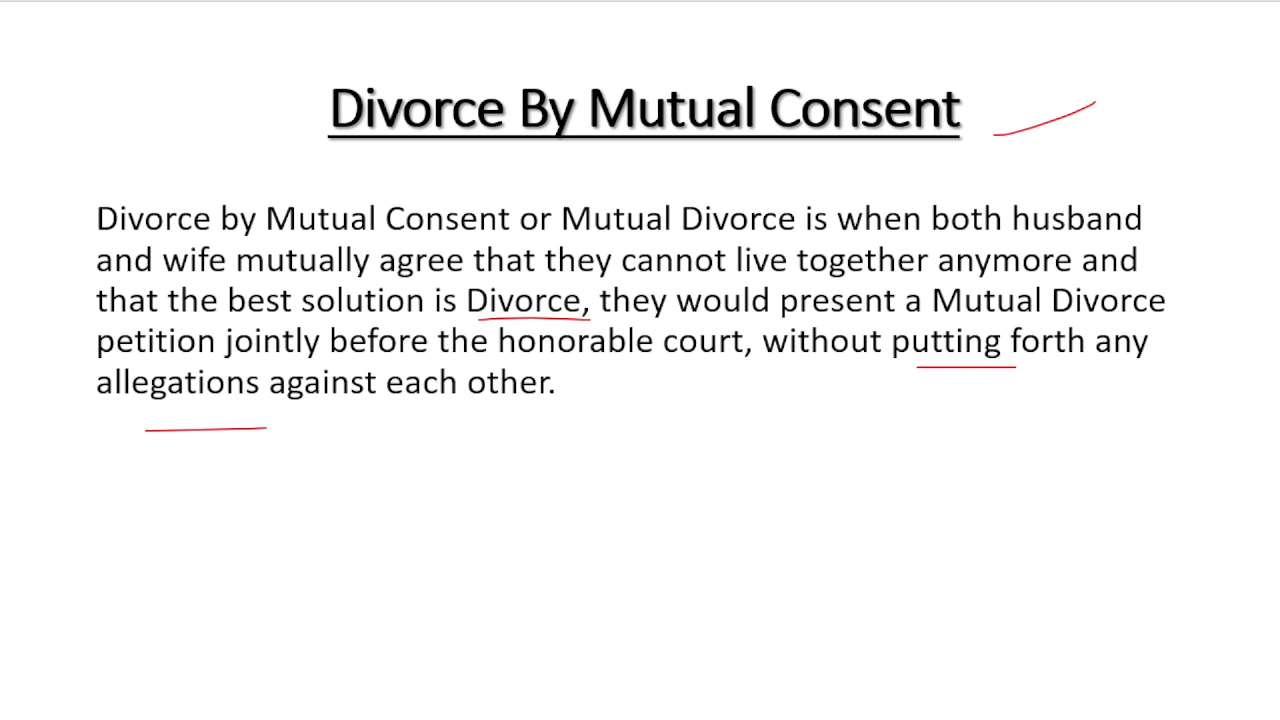 Divorce By Mutual Consent
Divorce by Mutual Consent or Mutual Divorce is when both husband
and wife mutually agree that they cannot live together anymore and
that the best solution is Divorce, they would present a Mutual Divorce
petition jointly before the honorable court, without putting forth any
allegations against each other.